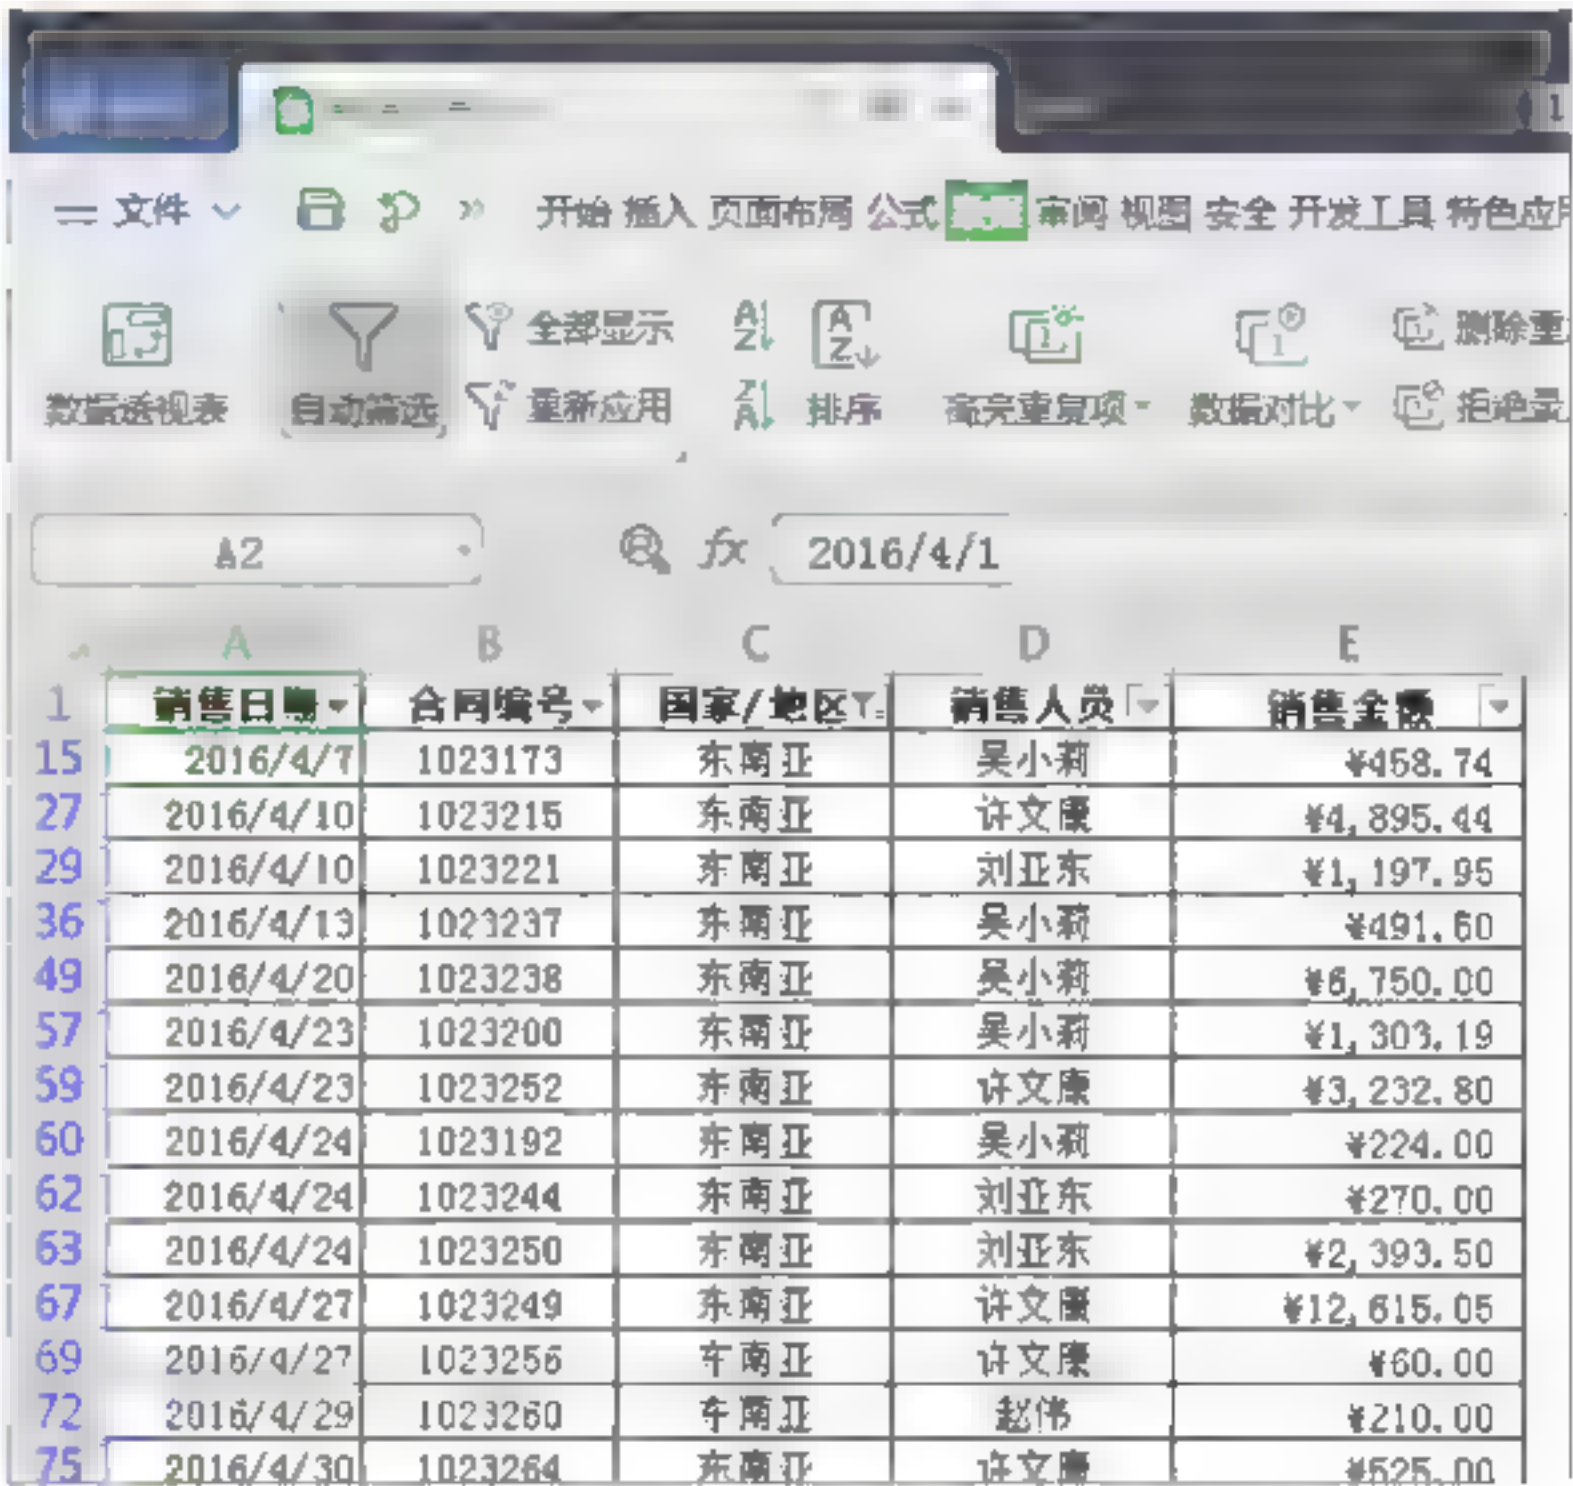 文件 开始 插入 页面布局 公式 审阅 视图 安全 开发工具 特色应用
全部显示 删除重
数据透视表 自动筛选 重新应用 排序 高亮重复项 数据对比 拒绝录
A2 fx 2016/4/1
A B C D E
1 销售日期 合同编号 国家/地区 销售人员 销售金额
15 2016/4/7 1023173 东南亚 吴小莉 ¥458.74
27 2016/4/10 1023215 东南亚 许文康 ¥4,895.44
29 2016/4/10 1023221 东南亚 刘亚东 ¥1,197.95
36 2016/4/13 1023237 东南亚 吴小莉 ¥491.60
49 2016/4/20 1023238 东南亚 吴小莉 ¥6,750.00
57 2016/4/23 1023200 东南亚 吴小莉 ¥1,303.19
59 2016/4/23 1023252 东南亚 许文康 ¥3,232.80
60 2016/4/24 1023192 东南亚 吴小莉 ¥224.00
62 2016/4/24 1023244 东南亚 刘亚东 ¥270.00
63 2016/4/24 1023250 东南亚 刘亚东 ¥2,393.50
67 2016/4/27 1023249 东南亚 许文康 ¥12,615.05
69 2016/4/27 1023256 东南亚 许文康 ¥60.00
72 2016/4/29 1023260 东南亚 赵伟 ¥210.00
75 2016/4/30 1023264 东南亚 许文康 ¥525.00